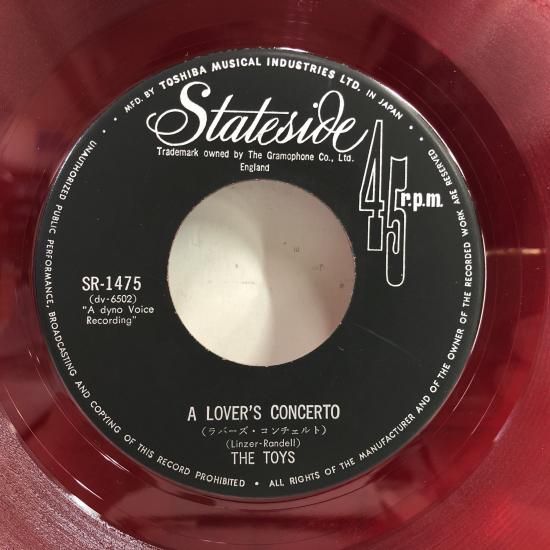 • MFD. BY TOSHIBA MUSICAL INDUSTRIES LTD. IN JAPAN •
Stateside
Trademark owned by The Gramophone Co., Ltd.
England
45 r.p.m.
SR-1475
(dv-6502)
"A dyno Voice
Recording"
A LOVER'S CONCERTO
(ラバーズ・コンチェルト)
(Linzer-Randell)
THE TOYS
UNAUTHORIZED PUBLIC PERFORMANCE, BROADCASTING AND COPYING OF THIS RECORD PROHIBITED • ALL RIGHTS OF THE MANUFACTURER AND OF THE OWNER OF THE RECORDED WORK ARE RESERVED